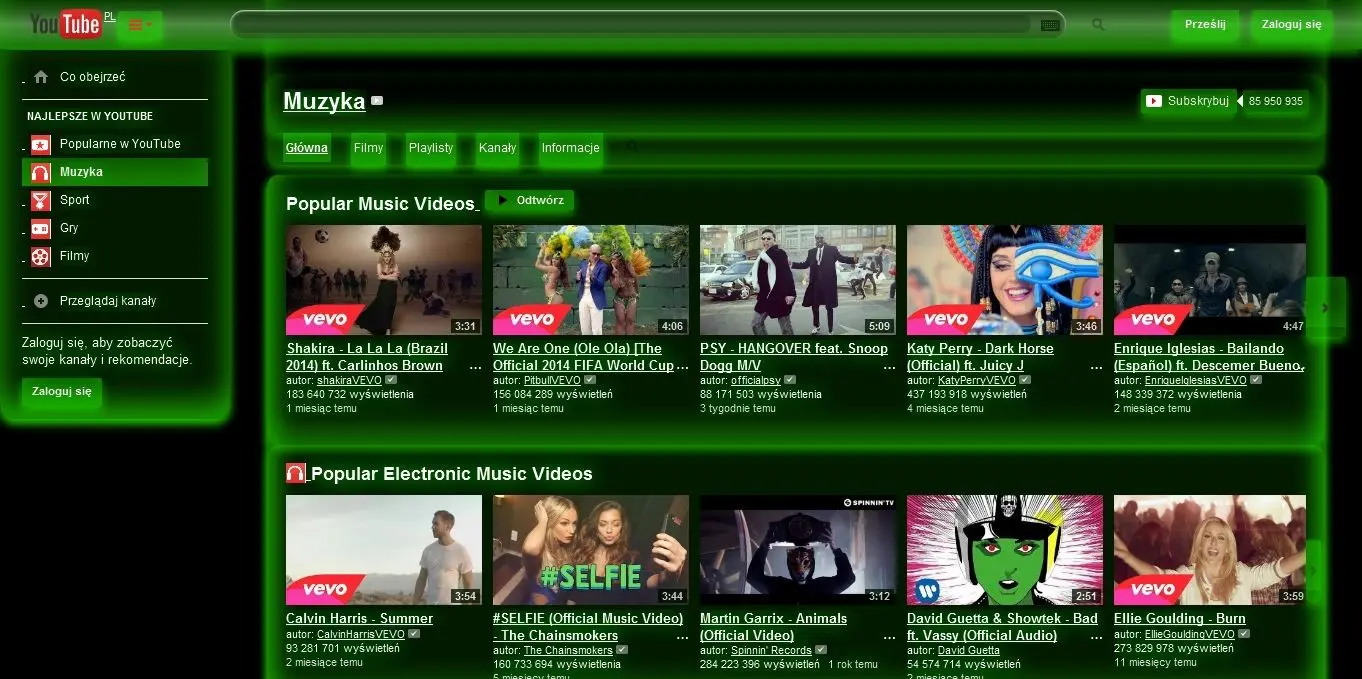 YouTube PL
Prześlij
Zaloguj się
Co obejrzeć
NAJLEPSZE W YOUTUBE
Popularne w YouTube
Muzyka
Sport
Gry
Filmy
Przeglądaj kanały
Zaloguj się, aby zobaczyć
swoje kanały i rekomendacje.
Zaloguj się
Muzyka
Subskrybuj 85 950 935
Główna Filmy Playlisty Kanały Informacje
Popular Music Videos Odtwórz
vevo
3:31
Shakira - La La La (Brazil
2014) ft. Carlinhos Brown ...
autor: shakiraVEVO
183 640 732 wyświetlenia
1 miesiąc temu
vevo
4:06
We Are One (Ole Ola) [The
Official 2014 FIFA World Cup ...
autor: PitbullVEVO
156 084 289 wyświetleń
1 miesiąc temu
5:09
PSY - HANGOVER feat. Snoop
Dogg M/V ...
autor: officialpsy
88 171 503 wyświetlenia
3 tygodnie temu
vevo
3:46
Katy Perry - Dark Horse
(Official) ft. Juicy J ...
autor: KatyPerryVEVO
437 193 918 wyświetleń
4 miesiące temu
vevo
4:47
Enrique Iglesias - Bailando
(Español) ft. Descemer Bueno,
autor: EnriqueIglesiasVEVO
148 339 372 wyświetlenia
2 miesiące temu
Popular Electronic Music Videos
vevo
3:54
Calvin Harris - Summer
autor: CalvinHarrisVEVO
93 281 701 wyświetleń
2 miesiące temu
#SELFIE
3:44
#SELFIE (Official Music Video)
- The Chainsmokers ...
autor: The Chainsmokers
160 733 694 wyświetlenia
5 miesięcy temu
SPINNIN' TV
3:12
Martin Garrix - Animals
(Official Video) ...
autor: Spinnin' Records
284 223 396 wyświetleń 1 rok temu
W
2:51
David Guetta & Showtek - Bad
ft. Vassy (Official Audio) ...
autor: David Guetta
54 574 714 wyświetleń
2 miesiące temu
vevo
3:59
Ellie Goulding - Burn
autor: EllieGouldingVEVO
273 829 978 wyświetleń
11 miesięcy temu